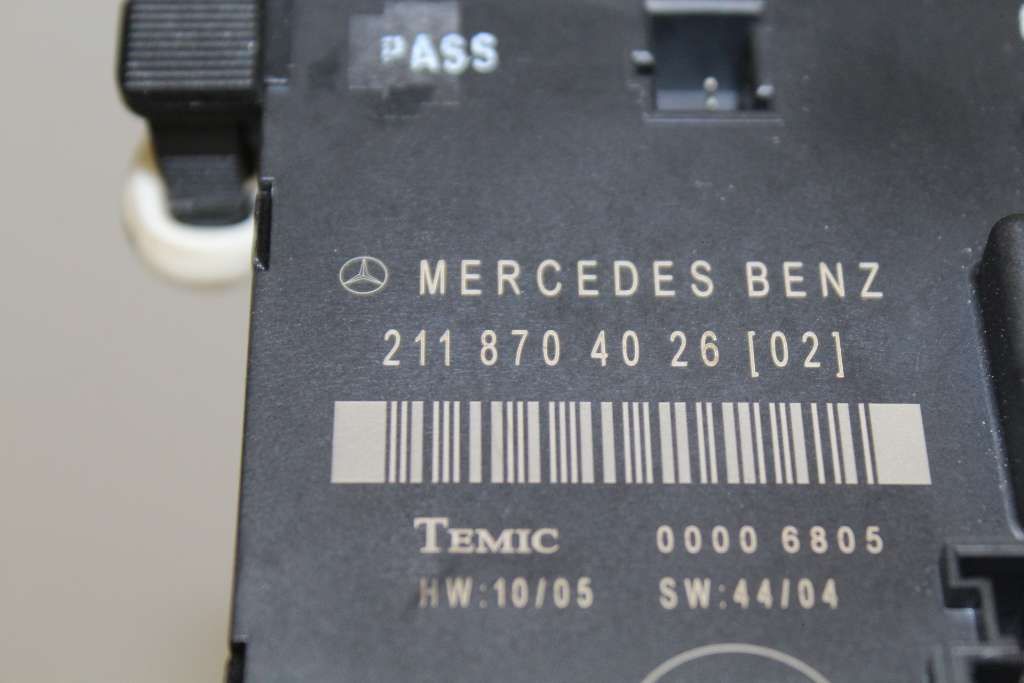 PASS
MERCEDES BENZ
211 870 40 26 [02]
TEMIC 0000 6805
HW:10/05 SW:44/04